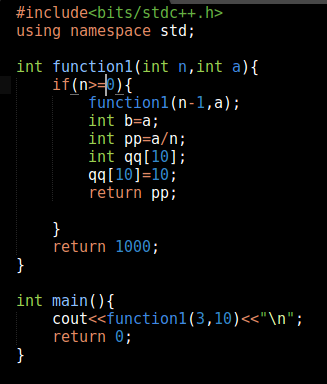 #include<bits/stdc++.h>
using namespace std;

int function1(int n,int a){
    if(n>=0){
        function1(n-1,a);
        int b=a;
        int pp=a/n;
        int qq[10];
        qq[10]=10;
        return pp;

    }
    return 1000;
}

int main(){
    cout<<function1(3,10)<<"\n";
    return 0;
}